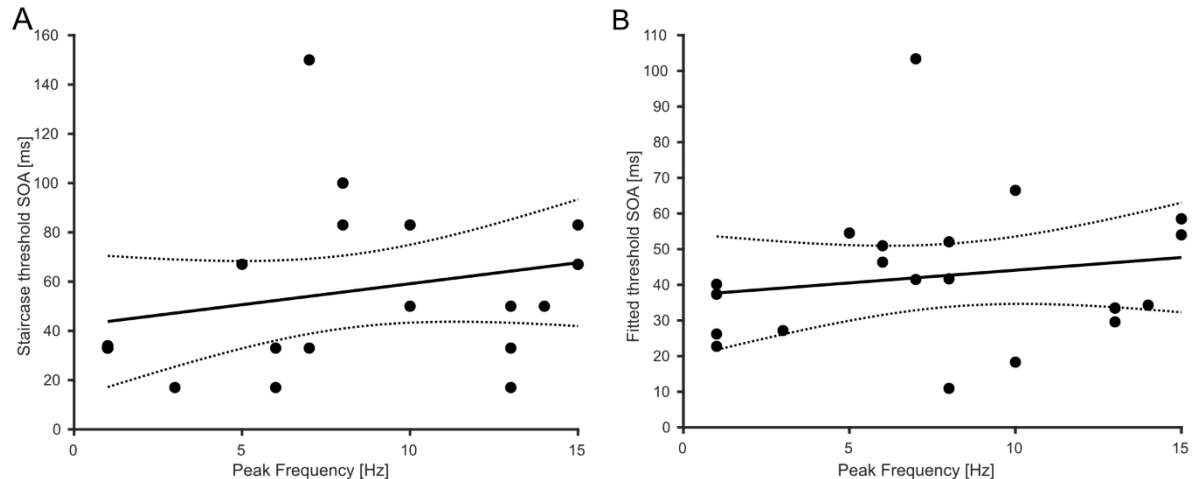 A
160
140
120
100
80
60
40
20
0
Staircase threshold SOA [ms]
0 5 10 15
Peak Frequency [Hz]
B
110
100
90
80
70
60
50
40
30
20
10
0
Fitted threshold SOA [ms]
0 5 10 15
Peak Frequency [Hz]